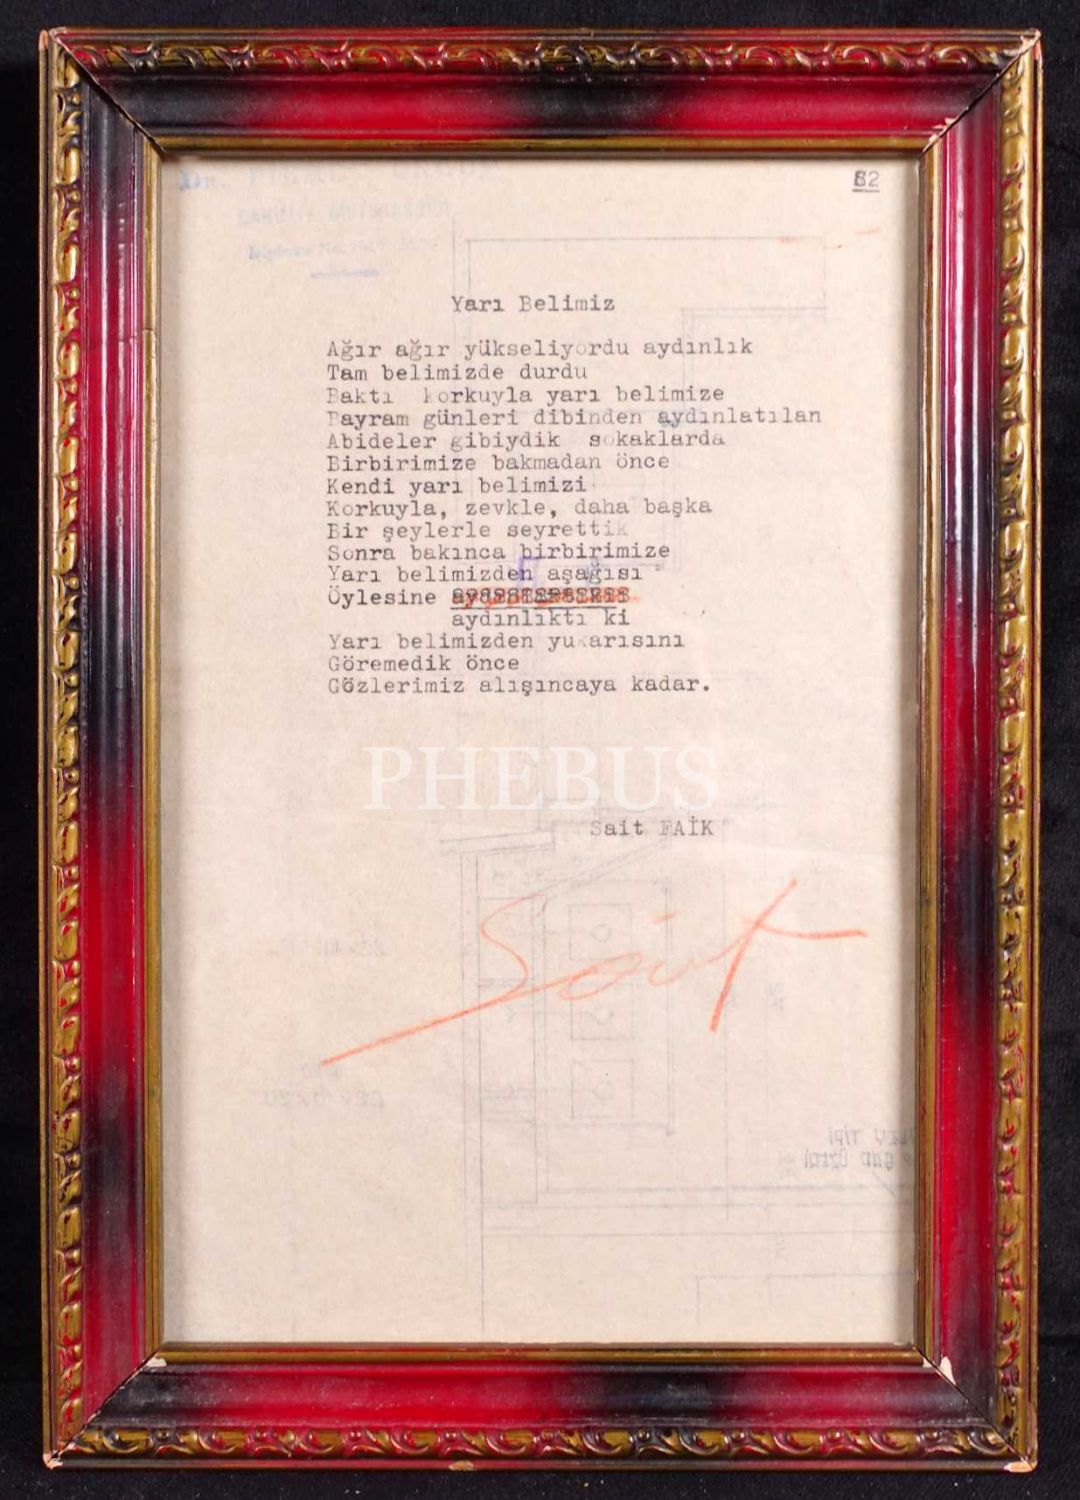 Dr.
82
Yarı Belimiz
Ağır ağır yükseliyordu aydınlık
Tam belimizde durdu
Baktı korkuyla yarı belimize
Bayram günleri dibinden aydınlatılan
Abideler gibiydik sokaklarda
Birbirimize bakmadan önce
Kendi yarı belimizi
Korkuyla, zevkle, daha başka
Bir şeylerle seyrettik
Sonra bakınca birbirimize
Yarı belimizden aşağısı
Öylesine
aydınlıktı ki
Yarı belimizden yukarısını
Göremedik önce
Gözlerimiz alışıncaya kadar.
PHEBUS
Sait FAİK
Sait